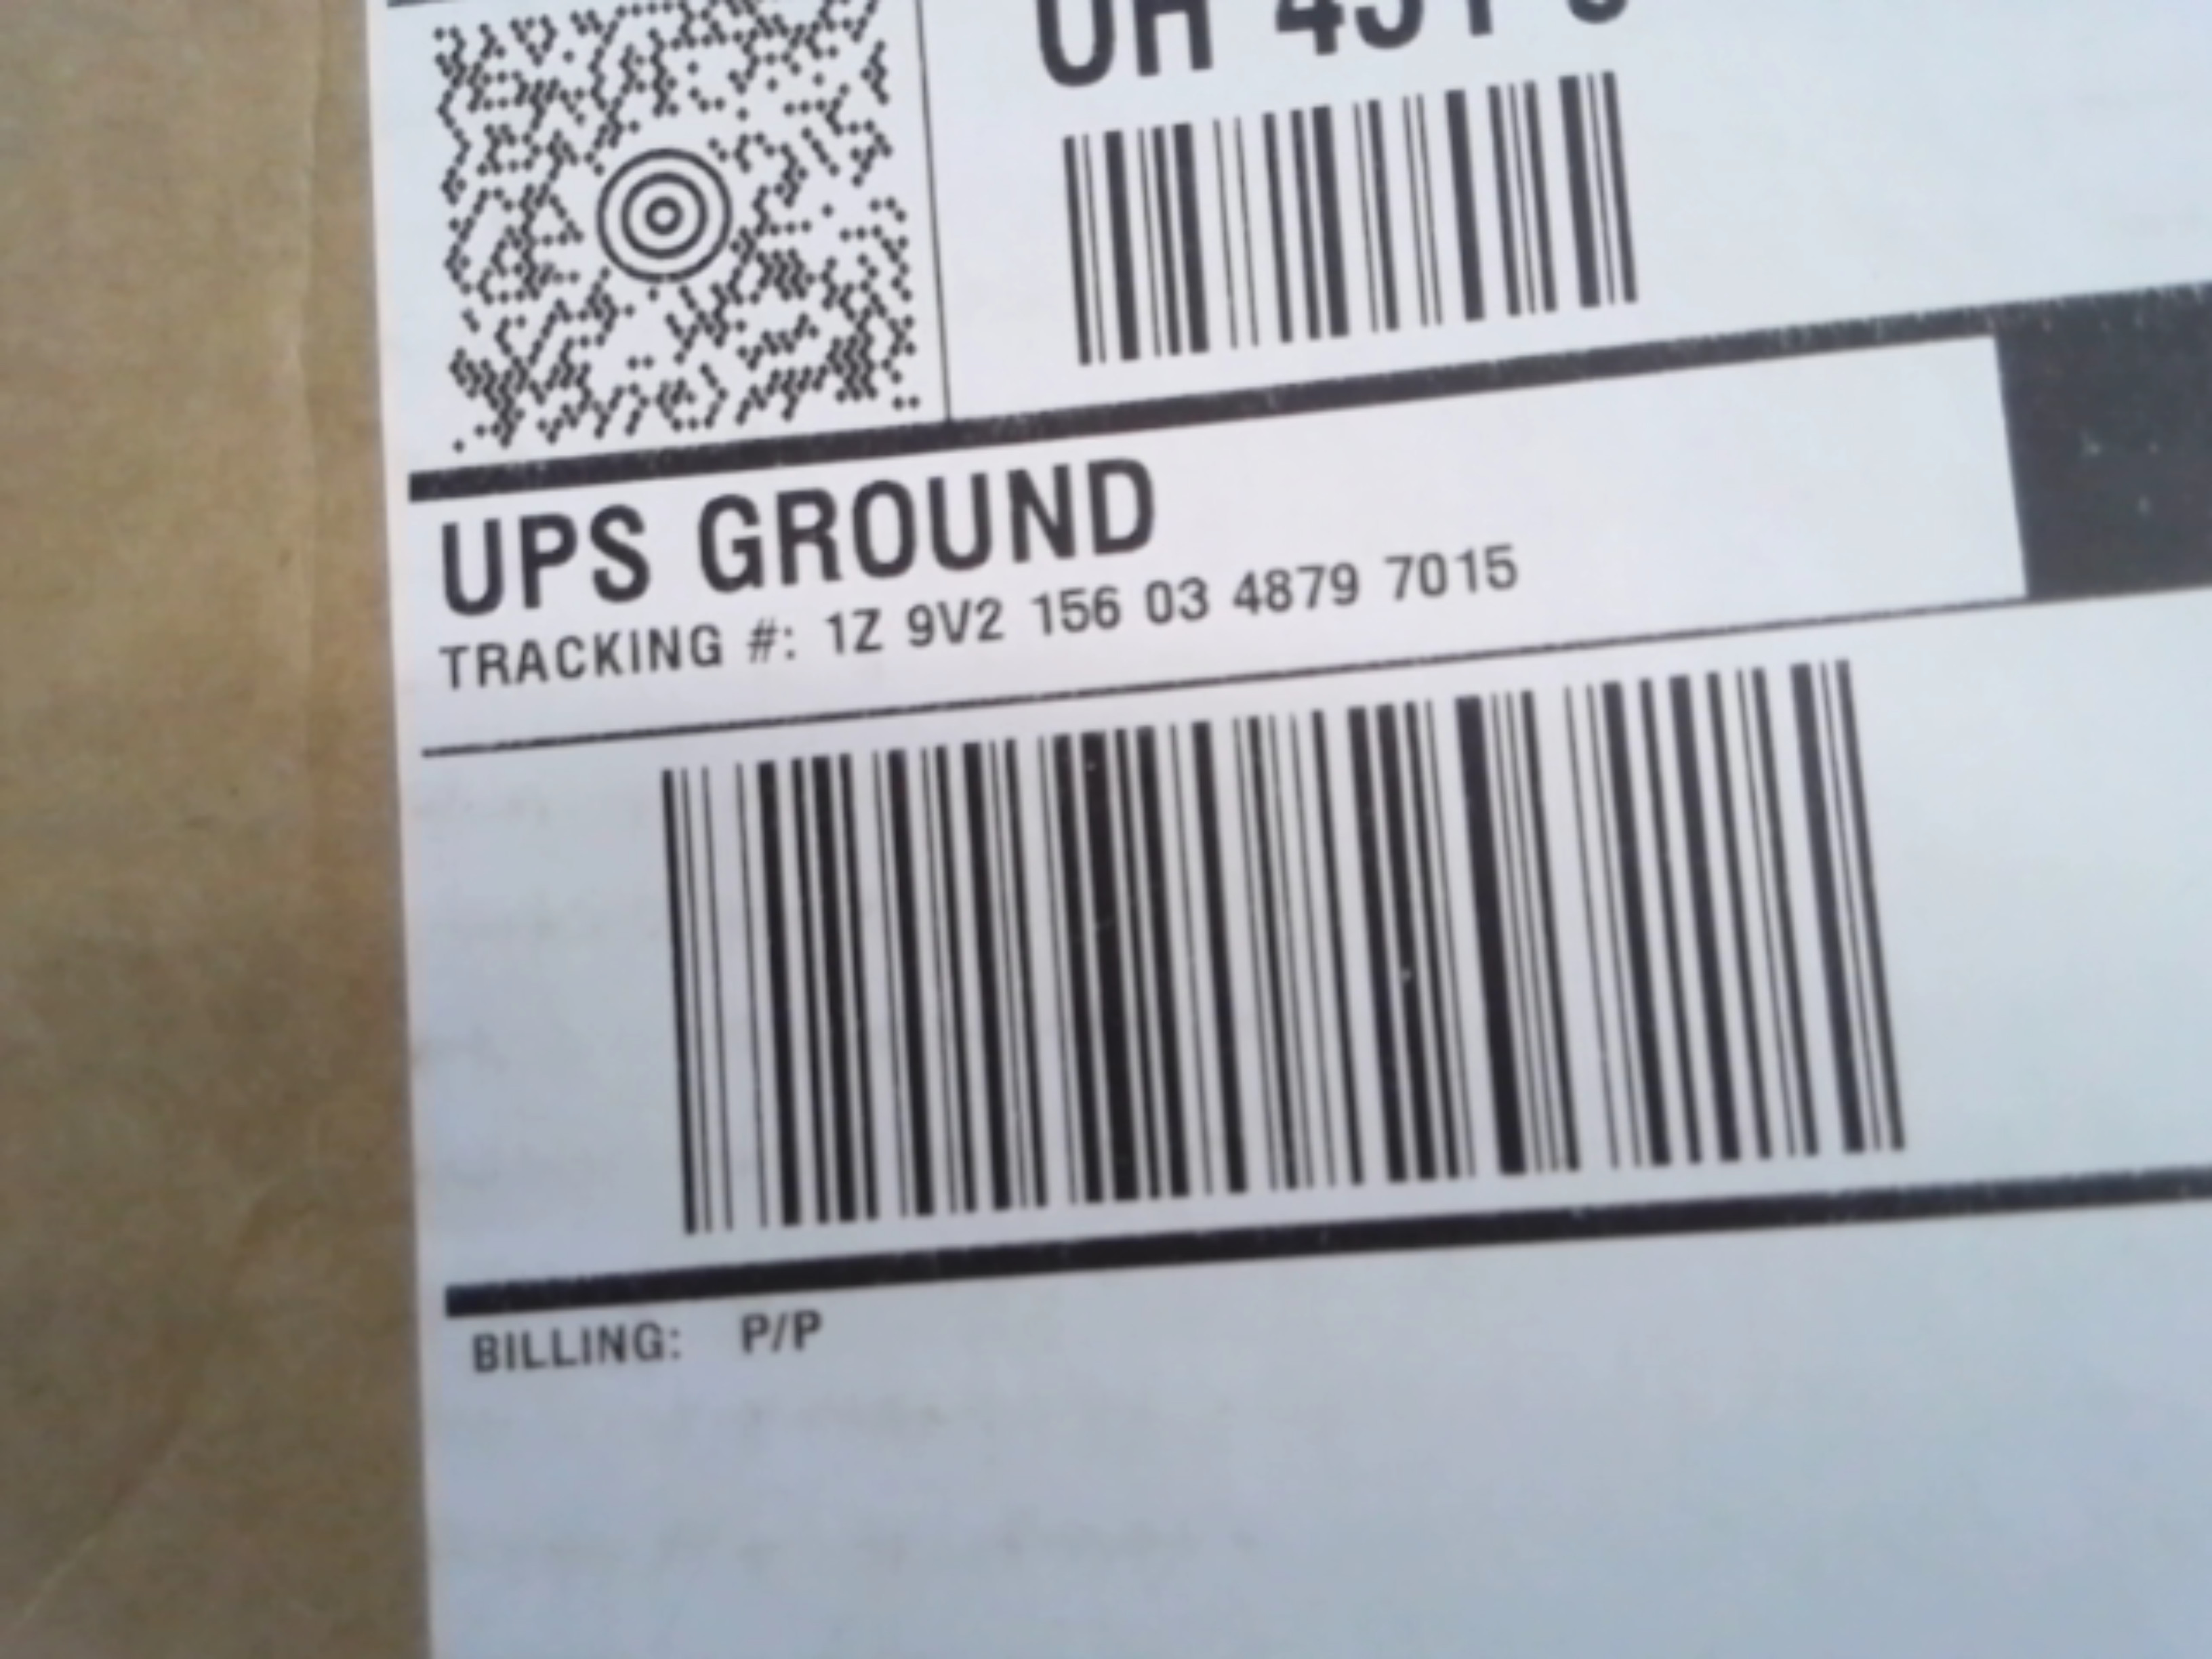 UPS GROUND
TRACKING #: 1Z 9V2 156 03 4879 7015
BILLING: P/P